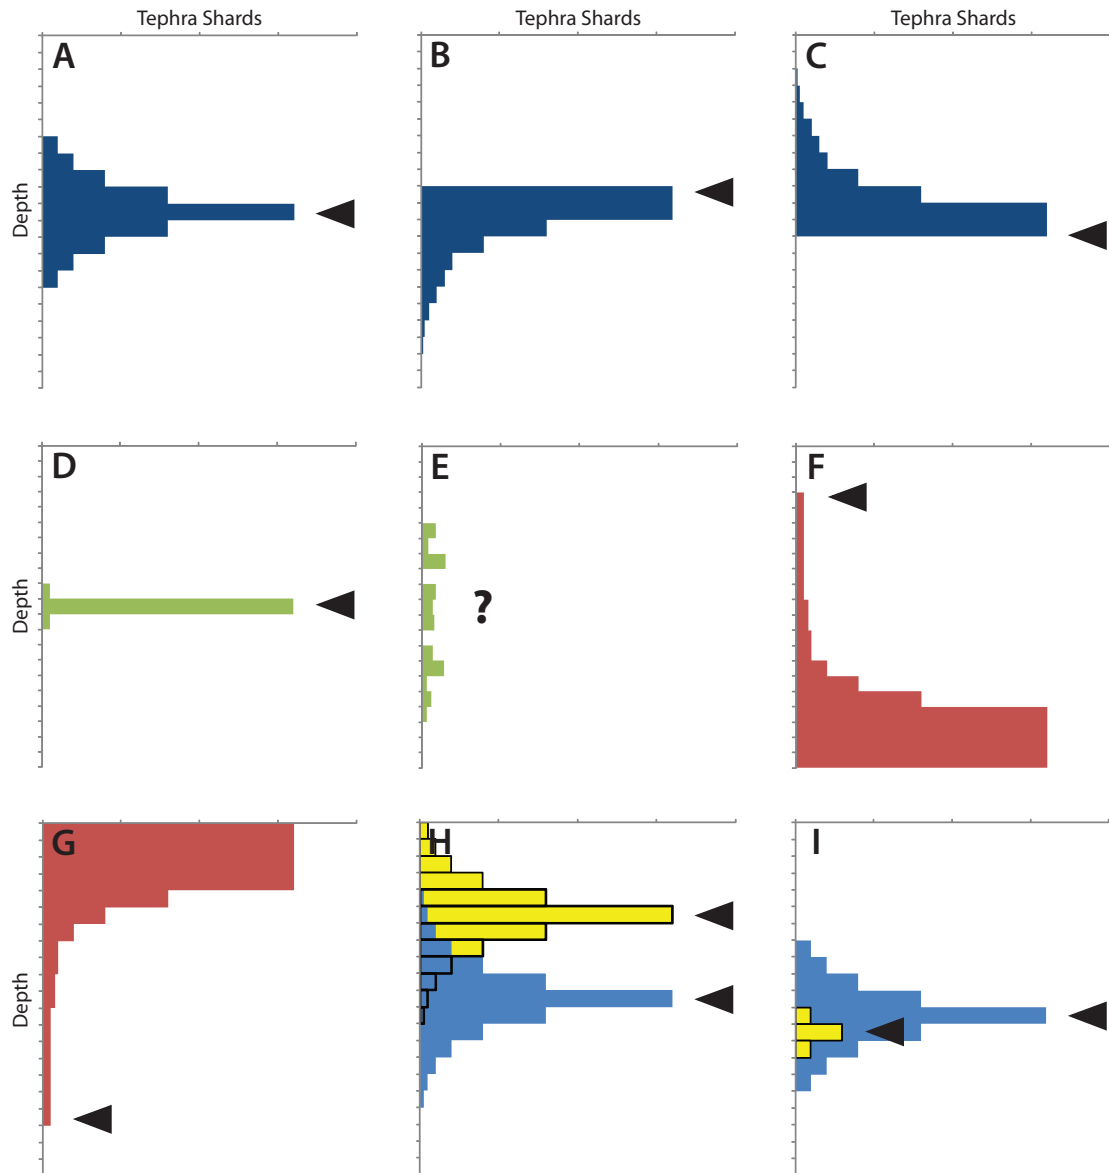 Tephra Shards Tephra Shards Tephra Shards
A B C
Depth
D E F
Depth
?
G H I
Depth